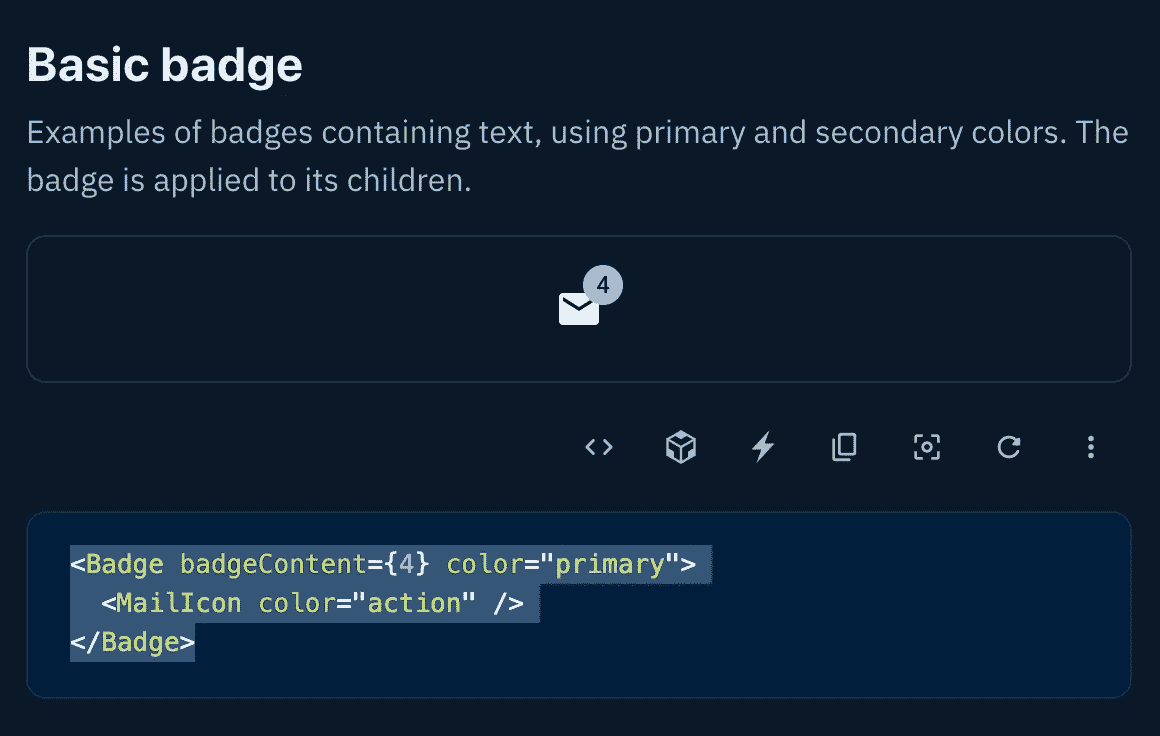 Basic badge
Examples of badges containing text, using primary and secondary colors. The
badge is applied to its children.
4
<Badge badgeContent={4} color="primary">
  <MailIcon color="action" />
</Badge>